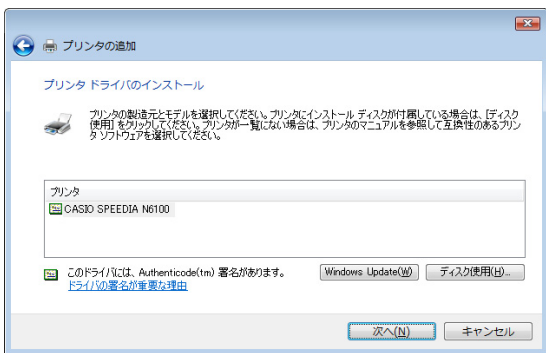 プリンタの追加
プリンタ ドライバのインストール
プリンタの製造元とモデルを選択してください。プリンタにインストール ディスクが付属している場合は、[ディスク
使用] をクリックしてください。プリンタが一覧にない場合は、プリンタのマニュアルを参照して互換性のあるプリン
タ ソフトウェアを選択してください。
プリンタ
CASIO SPEEDIA N6100
このドライバには、Authenticode(tm) 署名があります。
ドライバの署名が重要な理由
Windows Update(W)
ディスク使用(H)...
次へ(N)
キャンセル